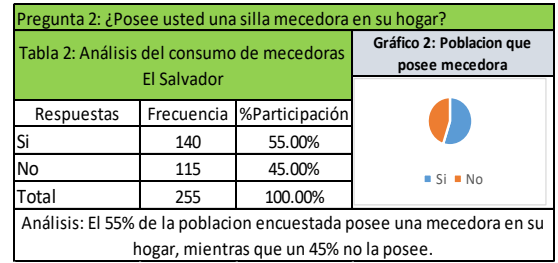 Pregunta 2: ¿Posee usted una silla mecedora en su hogar?
Tabla 2: Análisis del consumo de mecedoras
El Salvador
Gráfico 2: Poblacion que
posee mecedora
Respuestas Frecuencia %Participación
Si 140 55.00%
No 115 45.00%
Total 255 100.00%
Si No
Análisis: El 55% de la poblacion encuestada posee una mecedora en su
hogar, mientras que un 45% no la posee.